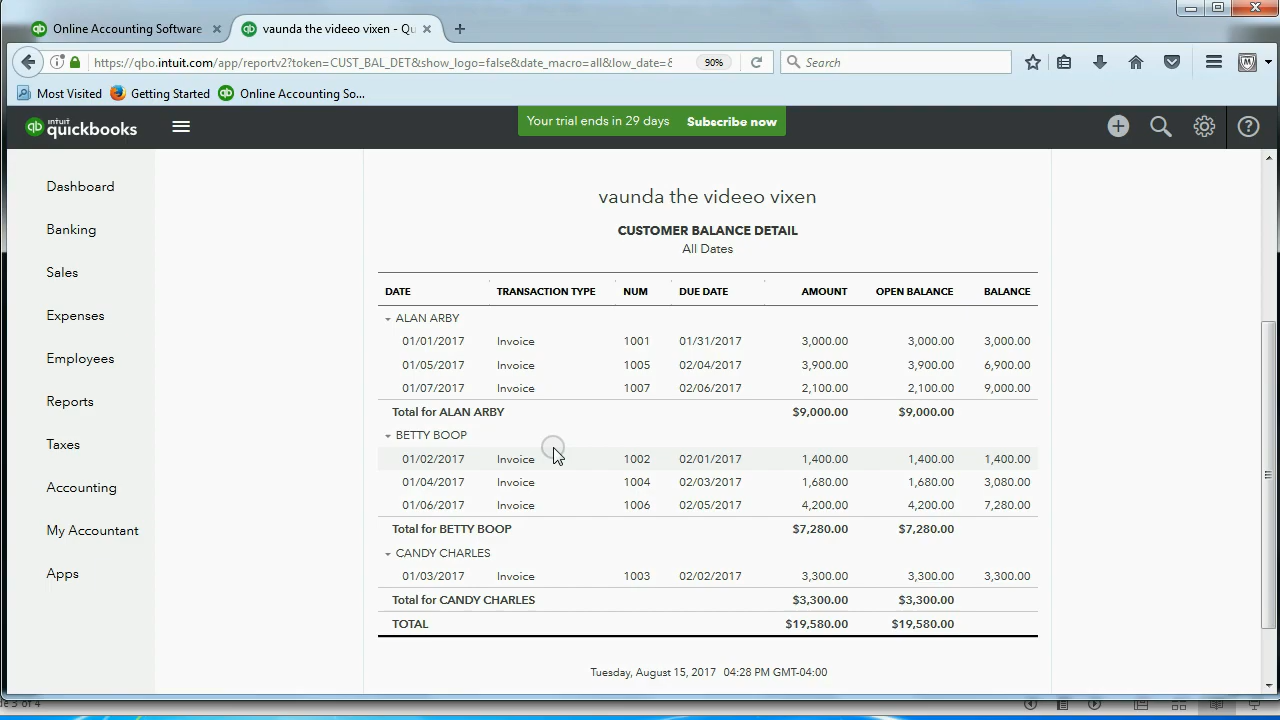 Online Accounting Software
vaunda the videeo vixen - Qu
https://qbo.intuit.com/app/reportv2?token=CUST_BAL_DET&show_logo=false&date_macro=all&low_date=&
90%
Search
Most Visited
Getting Started
Online Accounting So...
qb
intuit
quickbooks
Your trial ends in 29 days Subscribe now
Dashboard
Banking
Sales
Expenses
Employees
Reports
Taxes
Accounting
My Accountant
Apps
vaunda the videeo vixen
CUSTOMER BALANCE DETAIL
All Dates
DATE TRANSACTION TYPE NUM DUE DATE AMOUNT OPEN BALANCE BALANCE
ALAN ARBY
01/01/2017 Invoice 1001 01/31/2017 3,000.00 3,000.00 3,000.00
01/05/2017 Invoice 1005 02/04/2017 3,900.00 3,900.00 6,900.00
01/07/2017 Invoice 1007 02/06/2017 2,100.00 2,100.00 9,000.00
Total for ALAN ARBY $9,000.00 $9,000.00
BETTY BOOP
01/02/2017 Invoice 1002 02/01/2017 1,400.00 1,400.00 1,400.00
01/04/2017 Invoice 1004 02/03/2017 1,680.00 1,680.00 3,080.00
01/06/2017 Invoice 1006 02/05/2017 4,200.00 4,200.00 7,280.00
Total for BETTY BOOP $7,280.00 $7,280.00
CANDY CHARLES
01/03/2017 Invoice 1003 02/02/2017 3,300.00 3,300.00 3,300.00
Total for CANDY CHARLES $3,300.00 $3,300.00
TOTAL $19,580.00 $19,580.00
Tuesday, August 15, 2017 04:28 PM GMT-04:00
de 3 of 4